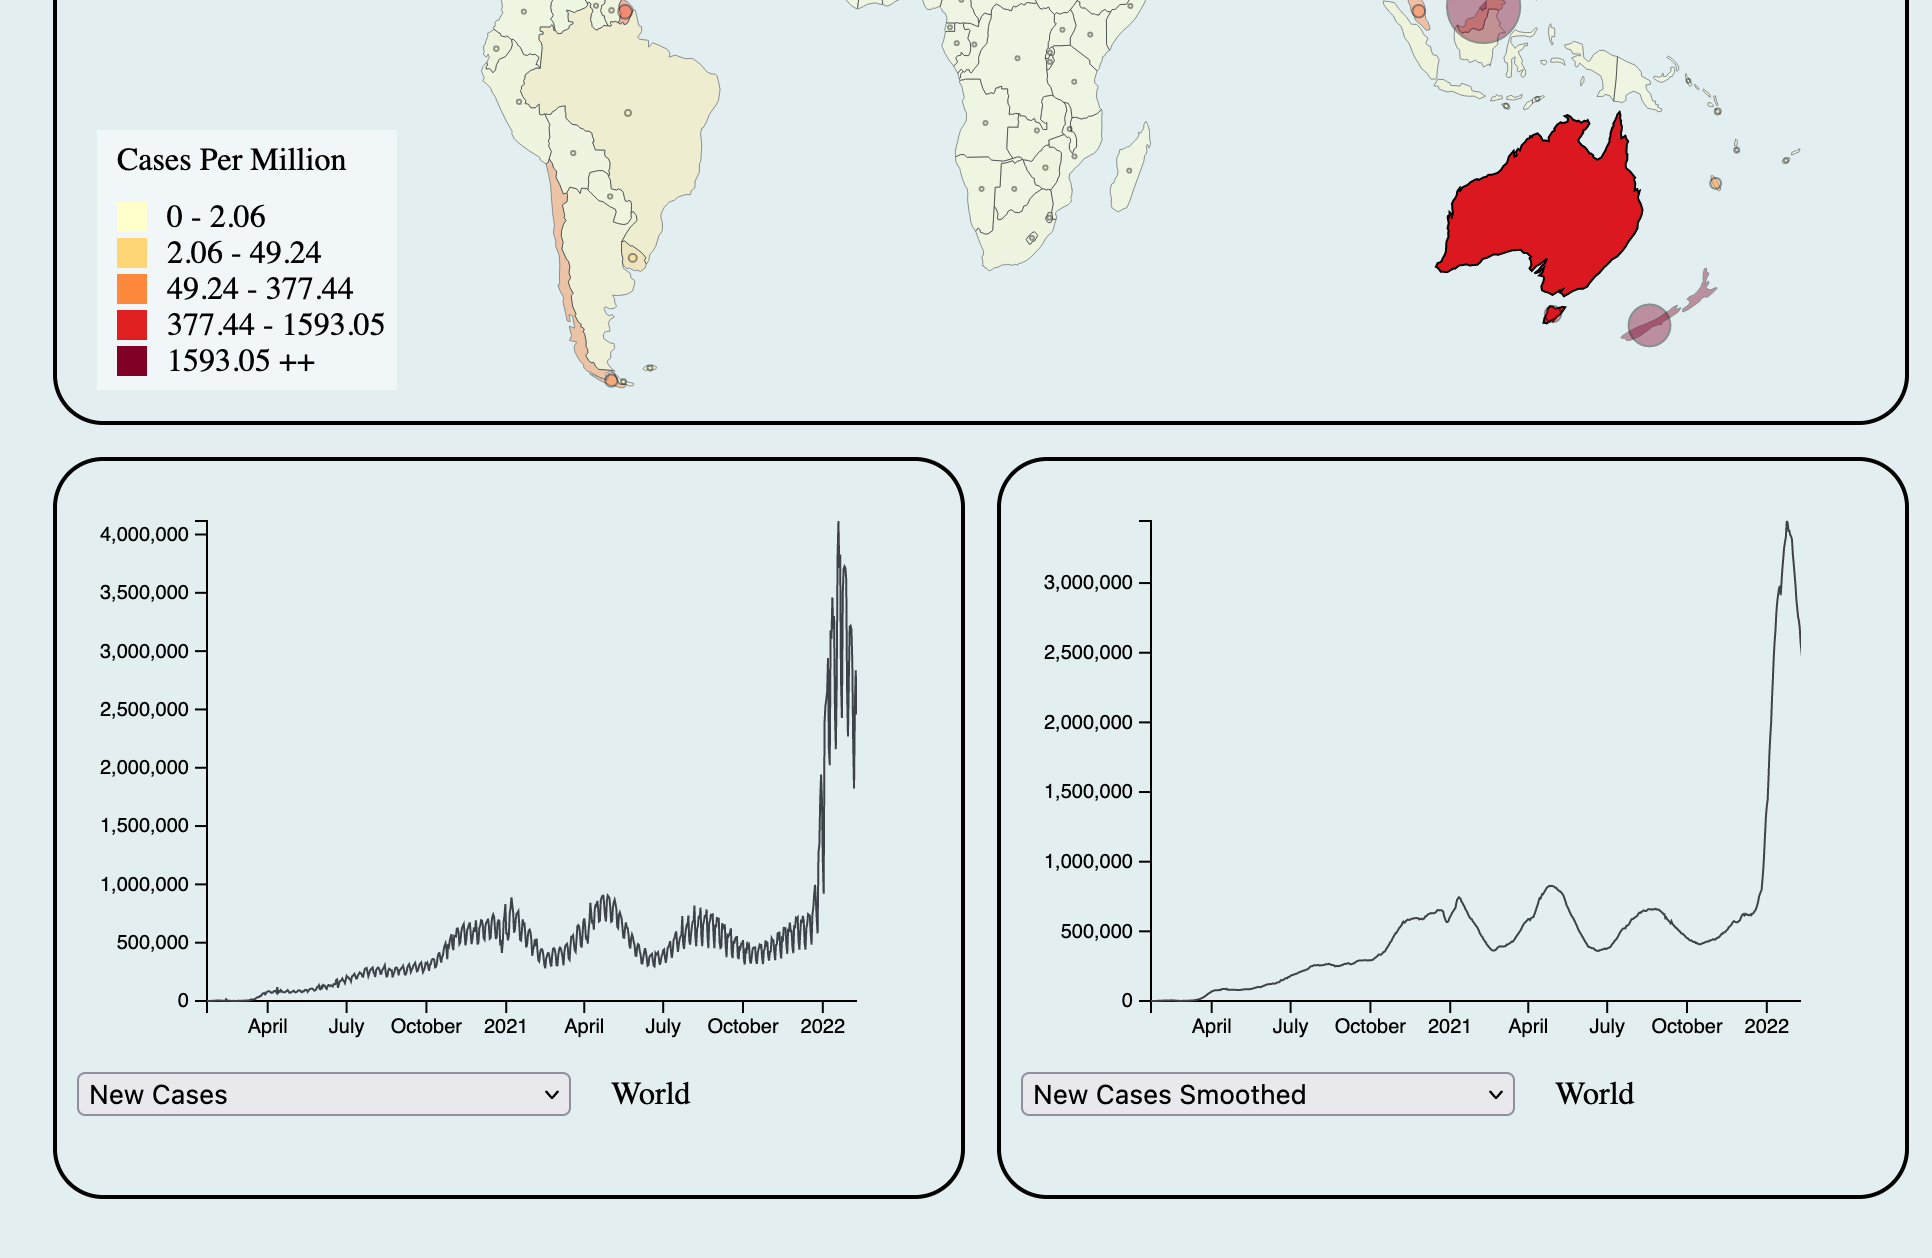 Cases Per Million
0 - 2.06
2.06 - 49.24
49.24 - 377.44
377.44 - 1593.05
1593.05 ++
4,000,000
3,500,000
3,000,000
2,500,000
2,000,000
1,500,000
1,000,000
500,000
0
April July October 2021 April July October 2022
New Cases World
3,000,000
2,500,000
2,000,000
1,500,000
1,000,000
500,000
0
April July October 2021 April July October 2022
New Cases Smoothed World